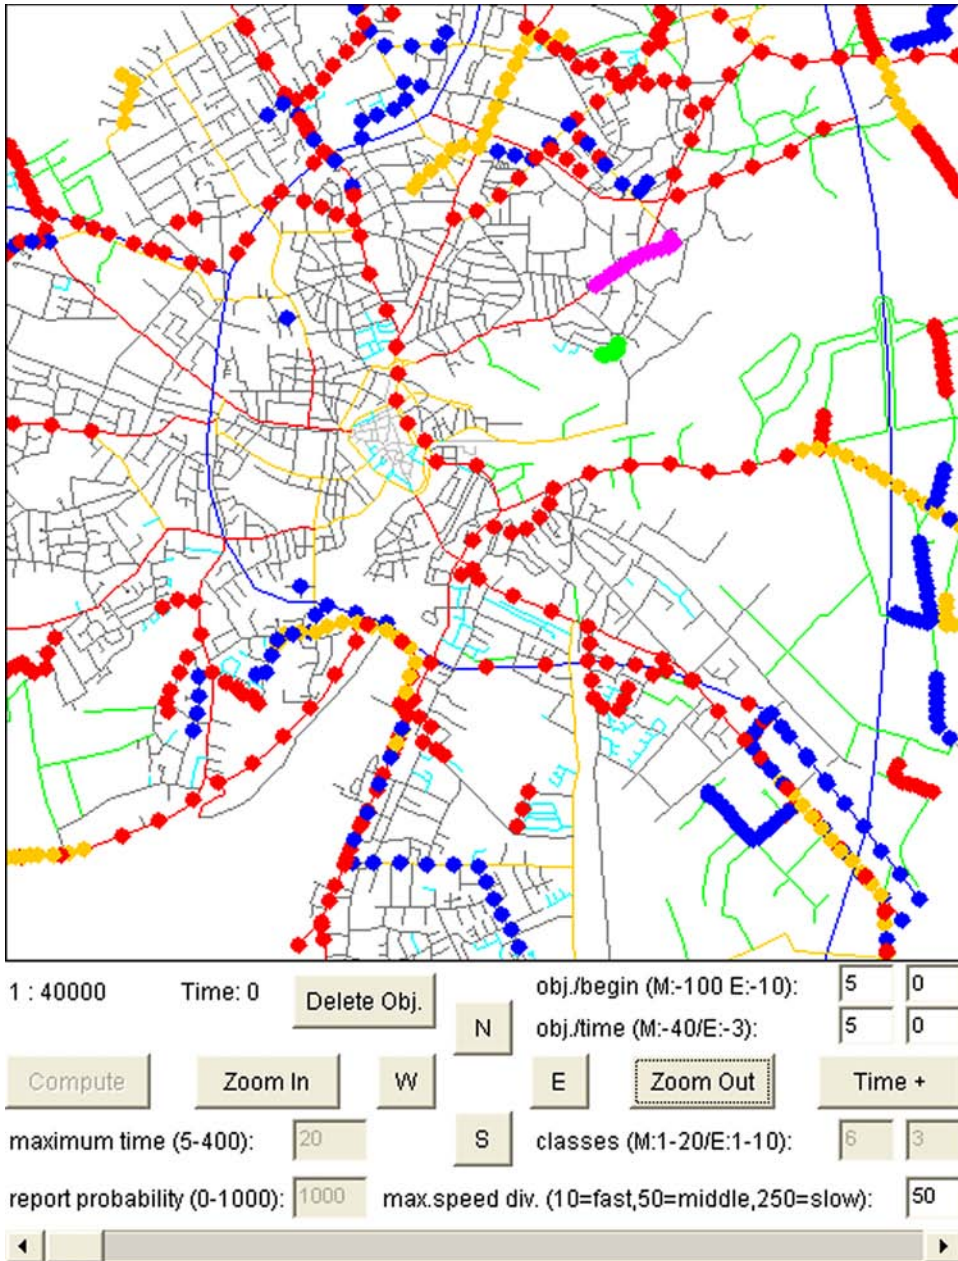 1 : 40000 Time: 0 Delete Obj. obj./begin (M:-100 E:-10): 5 0
N obj./time (M:-40/E:-3): 5 0
Compute Zoom In W E Zoom Out Time +
maximum time (5-400): 20 S classes (M:1-20/E:1-10): 6 3
report probability (0-1000): 1000 max.speed div. (10=fast,50=middle,250=slow): 50